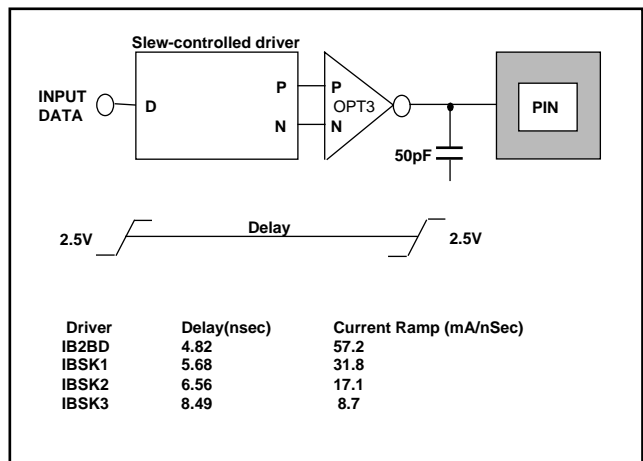 Slew-controlled driver
INPUT
DATA
D
P
N
P
OPT3
N
50pF
PIN
2.5V
Delay
2.5V
Driver Delay(nsec) Current Ramp (mA/nSec)
IB2BD 4.82 57.2
IBSK1 5.68 31.8
IBSK2 6.56 17.1
IBSK3 8.49 8.7